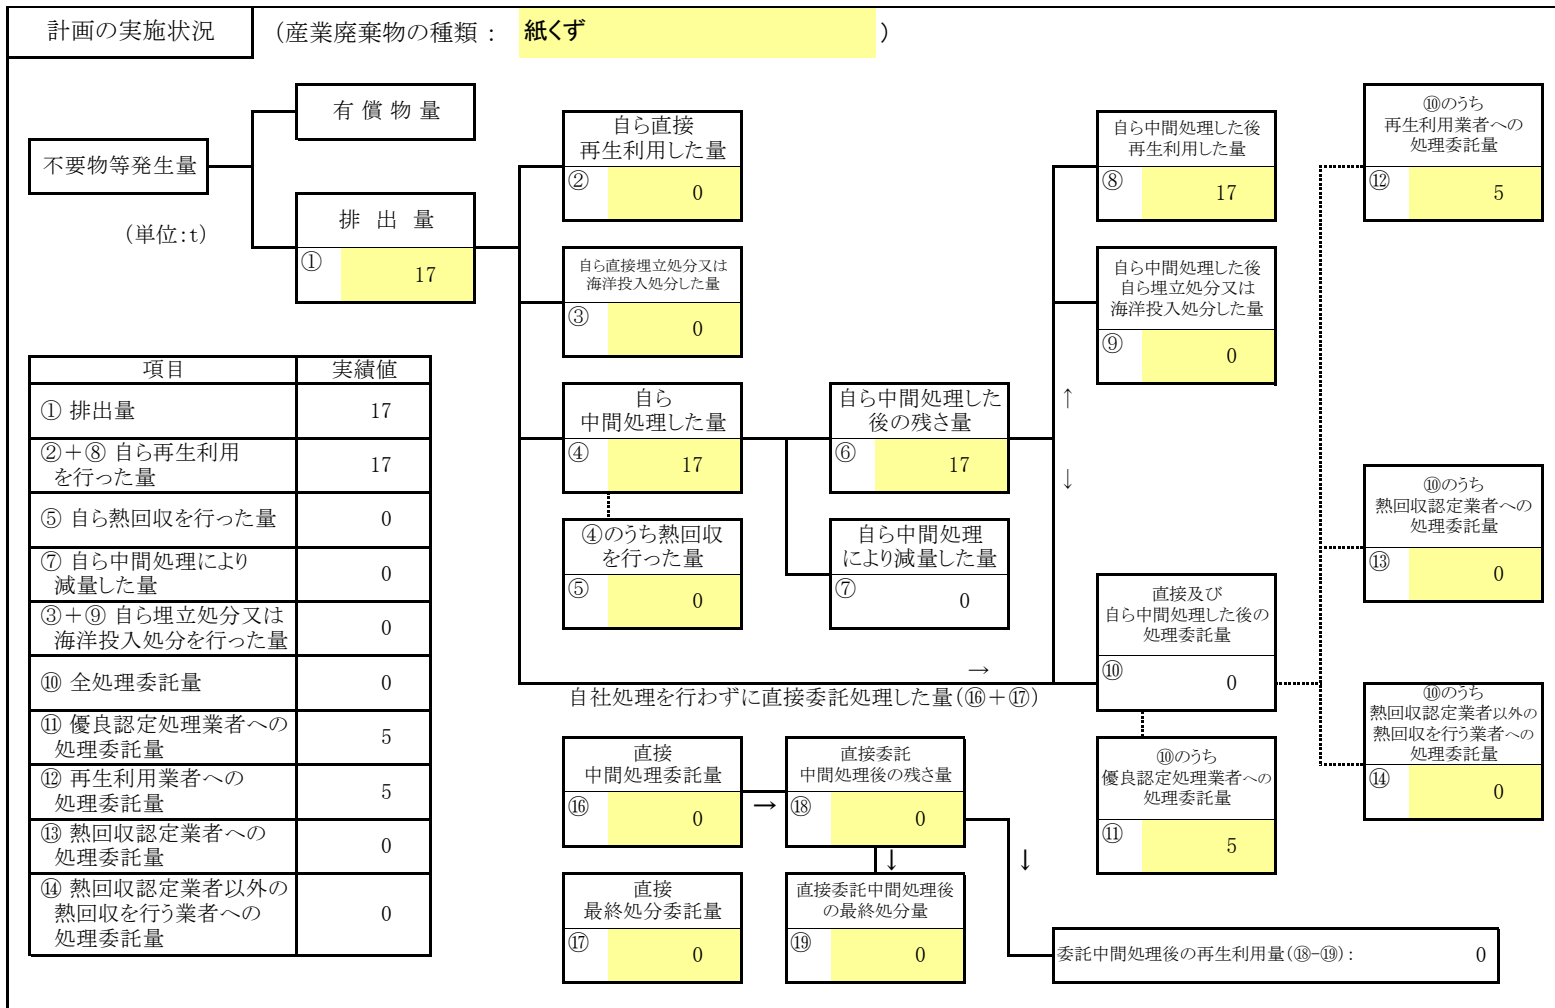 計画の実施状況
(産業廃棄物の種類： 紙くず ）
有 償 物 量
不要物等発生量
(単位:t)
排 出 量
① 17
自ら直接
再生利用した量
② 0
自ら直接埋立処分又は
海洋投入処分した量
③ 0
自ら
中間処理した量
④ 17
④のうち熱回収
を行った量
⑤ 0
自ら中間処理した
後の残さ量
⑥ 17
自ら中間処理
により減量した量
⑦ 0
自ら中間処理した後
再生利用した量
⑧ 17
自ら中間処理した後
自ら埋立処分又は
海洋投入処分した量
⑨ 0
↑
↓
直接及び
自ら中間処理した後の
処理委託量
⑩ 0
→
自社処理を行わずに直接委託処理した量(⑯＋⑰)
⑩のうち
優良認定処理業者への
処理委託量
⑪ 5
⑩のうち
再生利用業者への
処理委託量
⑫ 5
⑩のうち
熱回収認定業者への
処理委託量
⑬ 0
⑩のうち
熱回収認定業者以外の
熱回収を行う業者への
処理委託量
⑭ 0
直接
中間処理委託量
⑯ 0
→
直接委託
中間処理後の残さ量
⑱ 0
↓
↓
直接
最終処分委託量
⑰ 0
直接委託中間処理後
の最終処分量
⑲ 0
委託中間処理後の再生利用量(⑱-⑲)： 0
項目 実績値
① 排出量 17
②＋⑧ 自ら再生利用
を行った量 17
⑤ 自ら熱回収を行った量 0
⑦ 自ら中間処理により
減量した量 0
③＋⑨ 自ら埋立処分又は
海洋投入処分を行った量 0
⑩ 全処理委託量 0
⑪ 優良認定処理業者への
処理委託量 5
⑫ 再生利用業者への
処理委託量 5
⑬ 熱回収認定業者への
処理委託量 0
⑭ 熱回収認定業者以外の
熱回収を行う業者への
処理委託量 0